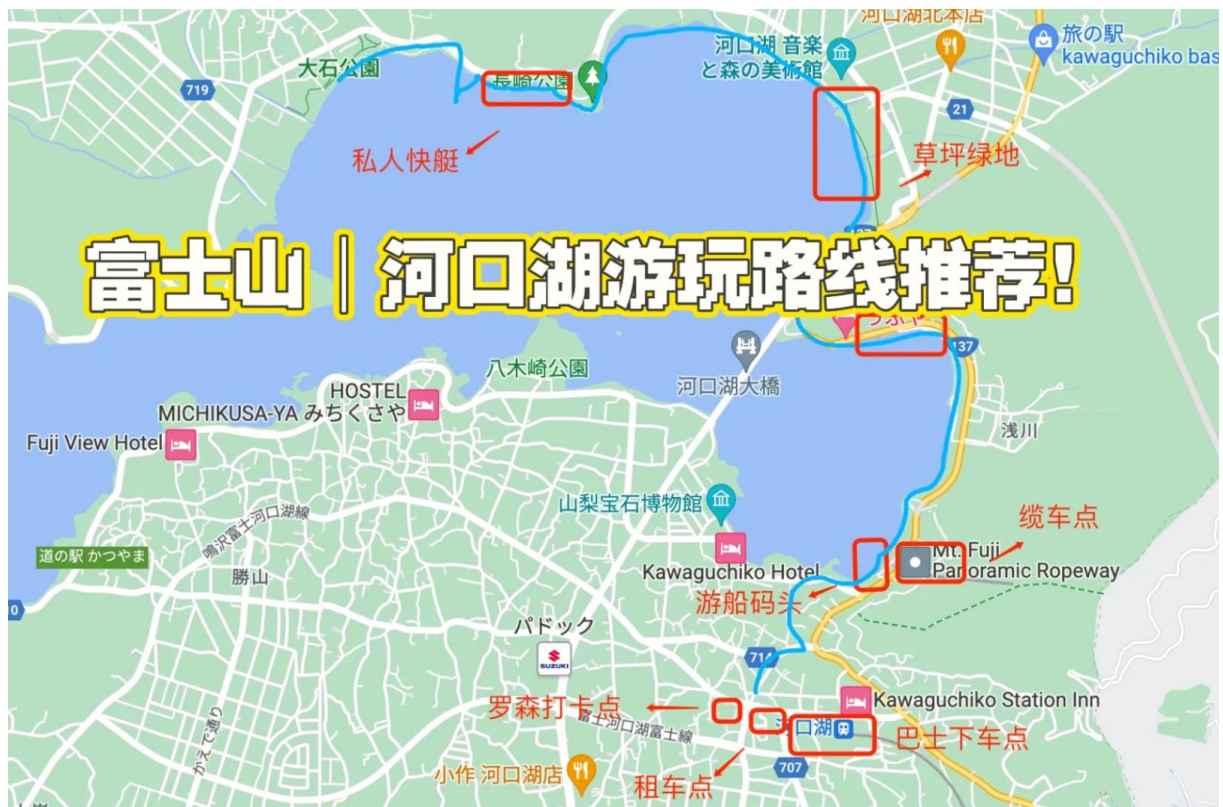 河口湖北本店
旅の駅
kawaguchiko bas
河口湖 音楽
と森の美術館
大石公園
長崎公園
719
21
私人快艇
草坪绿地
137
富士山｜河口湖游玩路线推荐！
137
八木崎公園
河口湖大橋
HOSTEL
MICHIKUSA-YA みちくさや
Fuji View Hotel
浅川
山梨宝石博物館
鳴沢富士河口湖線
缆车点
道の駅 かつやま
勝山
Kawaguchiko Hotel
Mt. Fuji
Panoramic Ropeway
游船码头
パドック
SUZUKI
714
罗森打卡点
Kawaguchiko Station Inn
富士河口湖富士線
河口湖
巴士下车点
かえで通り
小作 河口湖店
租车点
707